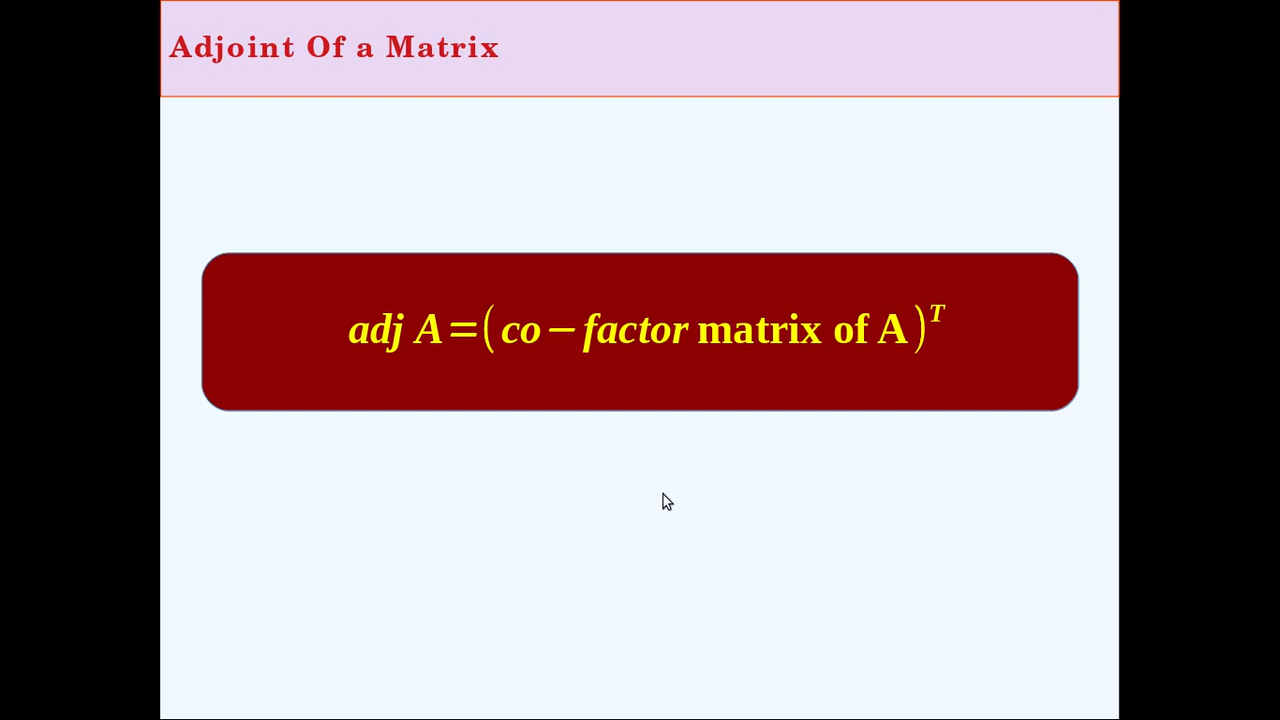 Adjoint Of a Matrix
adj A=(co−factor matrix of A)^T